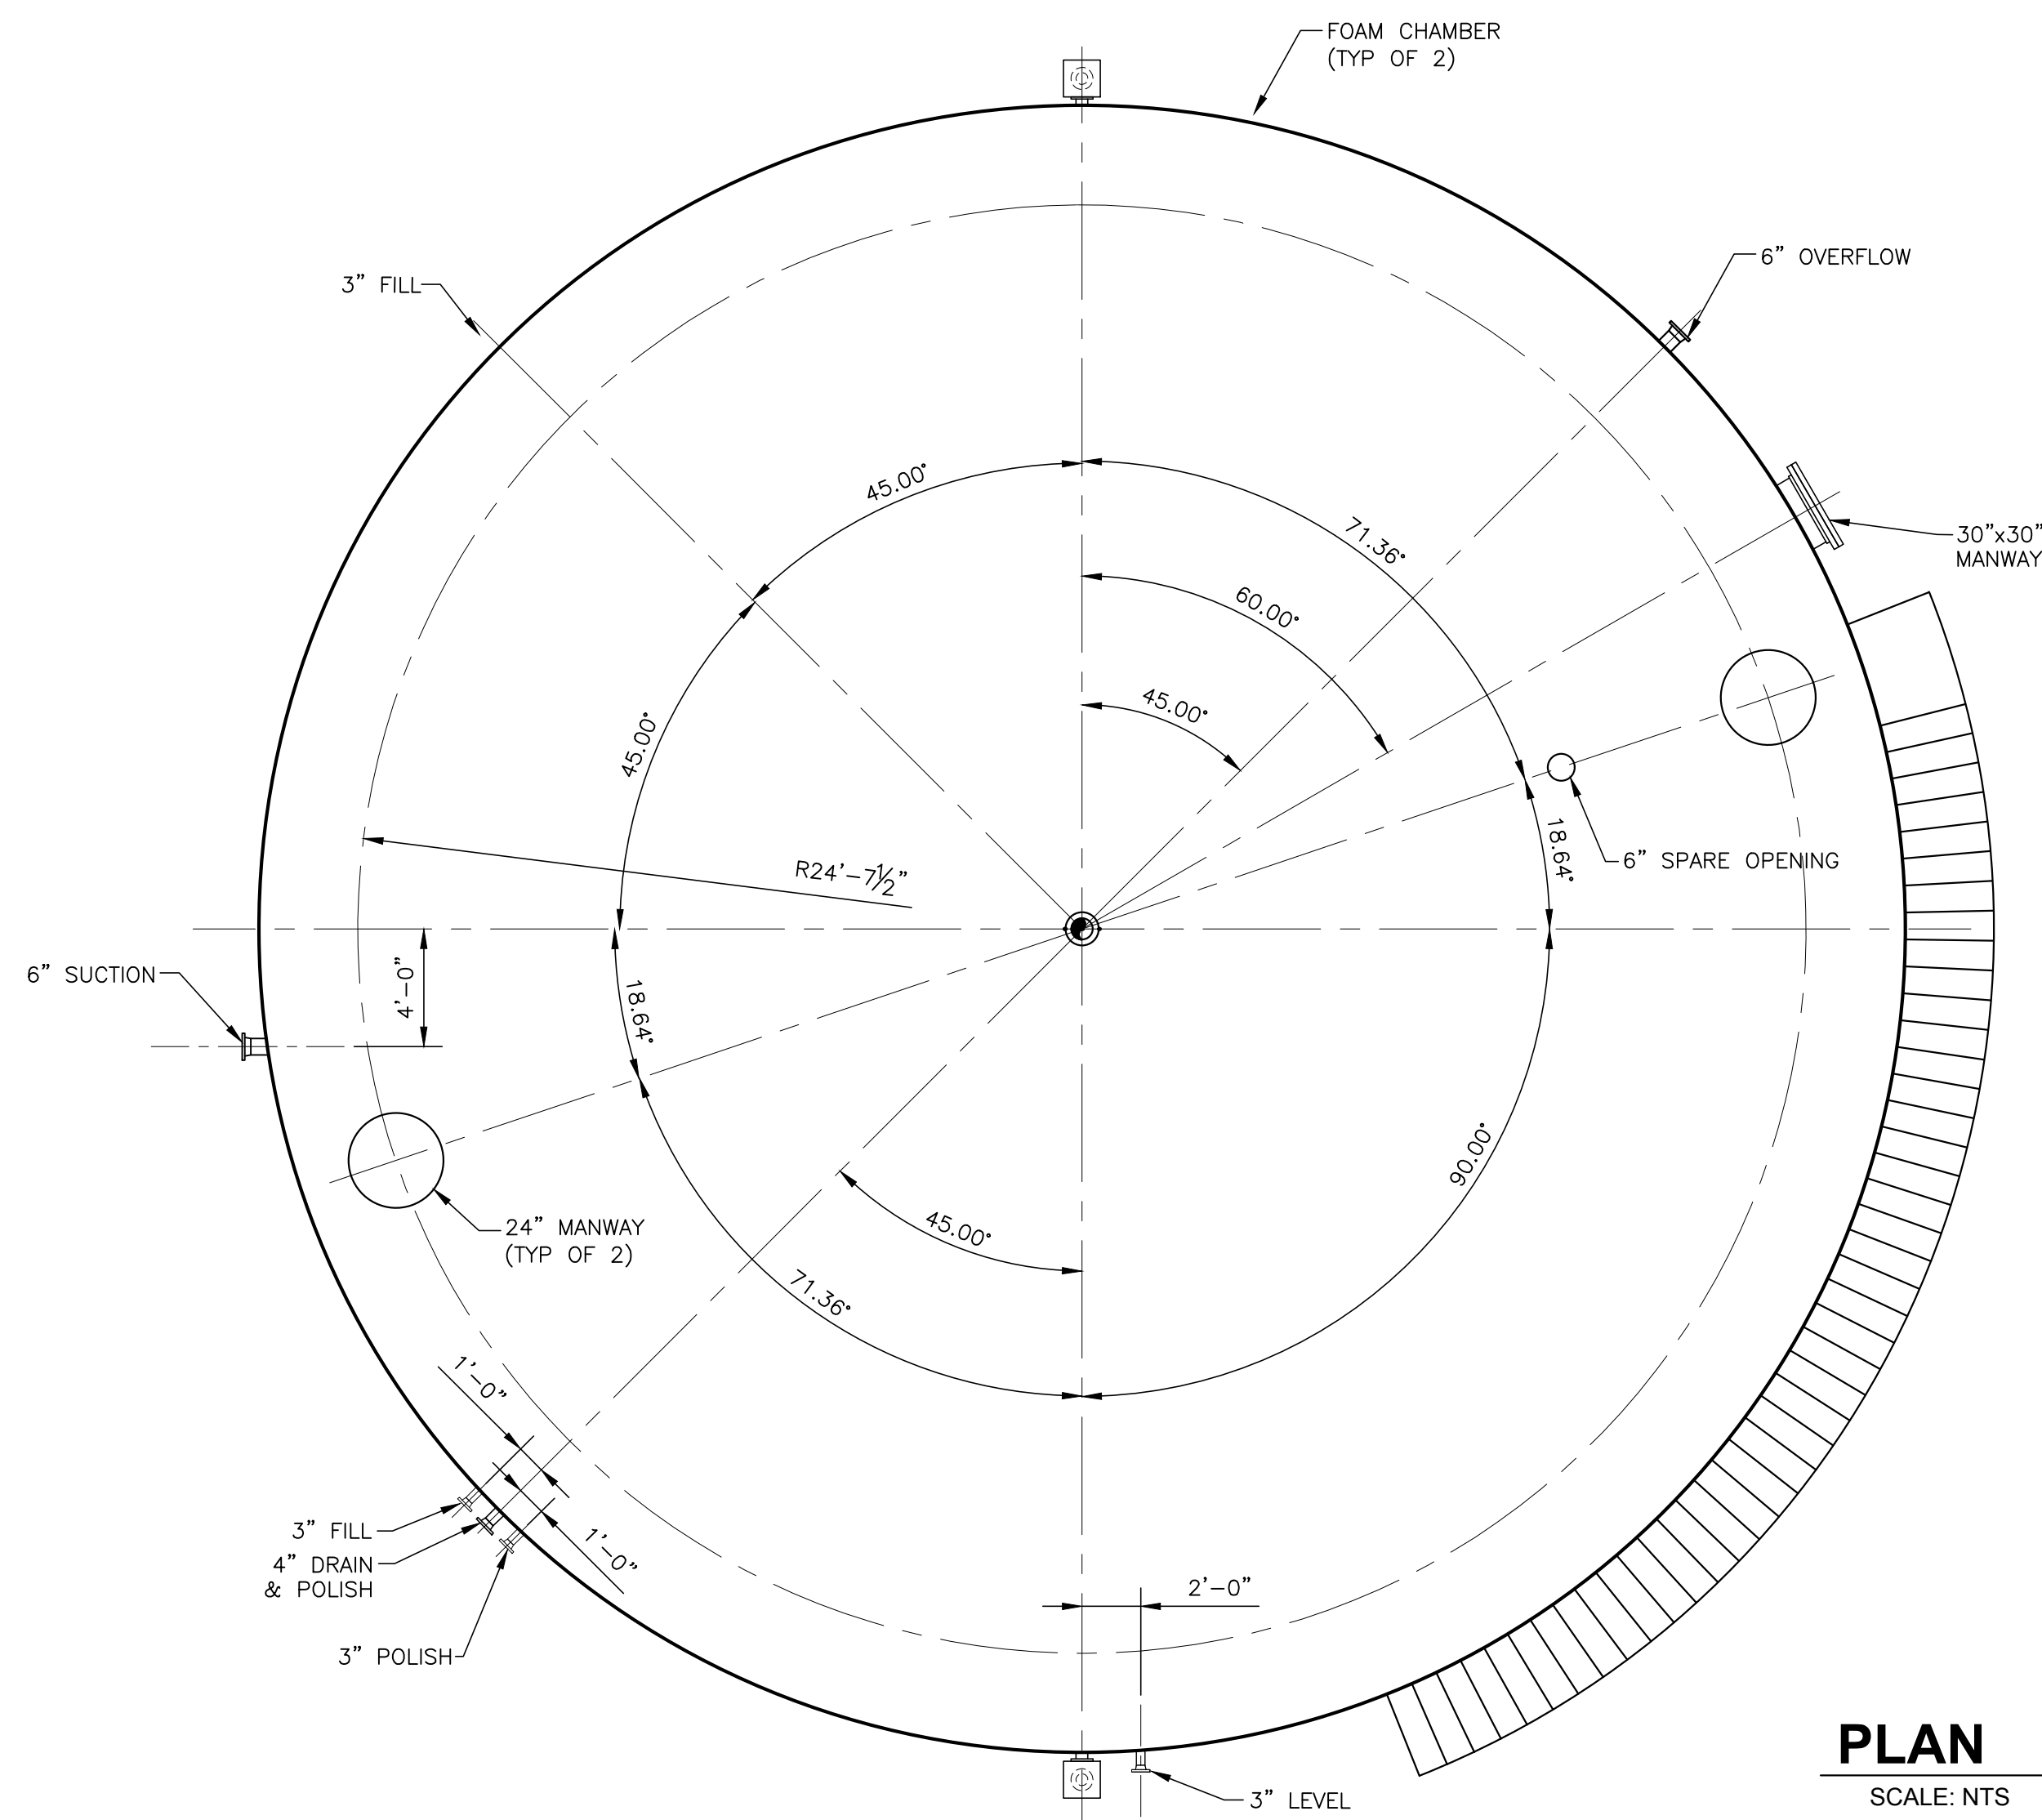 FOAM CHAMBER
(TYP OF 2)
6” OVERFLOW
3” FILL
45.00°
71.36°
30”x30”
MANWAY
60.00°
45.00°
45.00°
18.64°
6” SPARE OPENING
R24’-7½”
6” SUCTION
4’-0”
18.64°
90.00°
24” MANWAY
(TYP OF 2)
45.00°
71.36°
1’-0”
3” FILL
4” DRAIN
& POLISH
1’-0”
2’-0”
3” POLISH
3” LEVEL
PLAN
SCALE: NTS